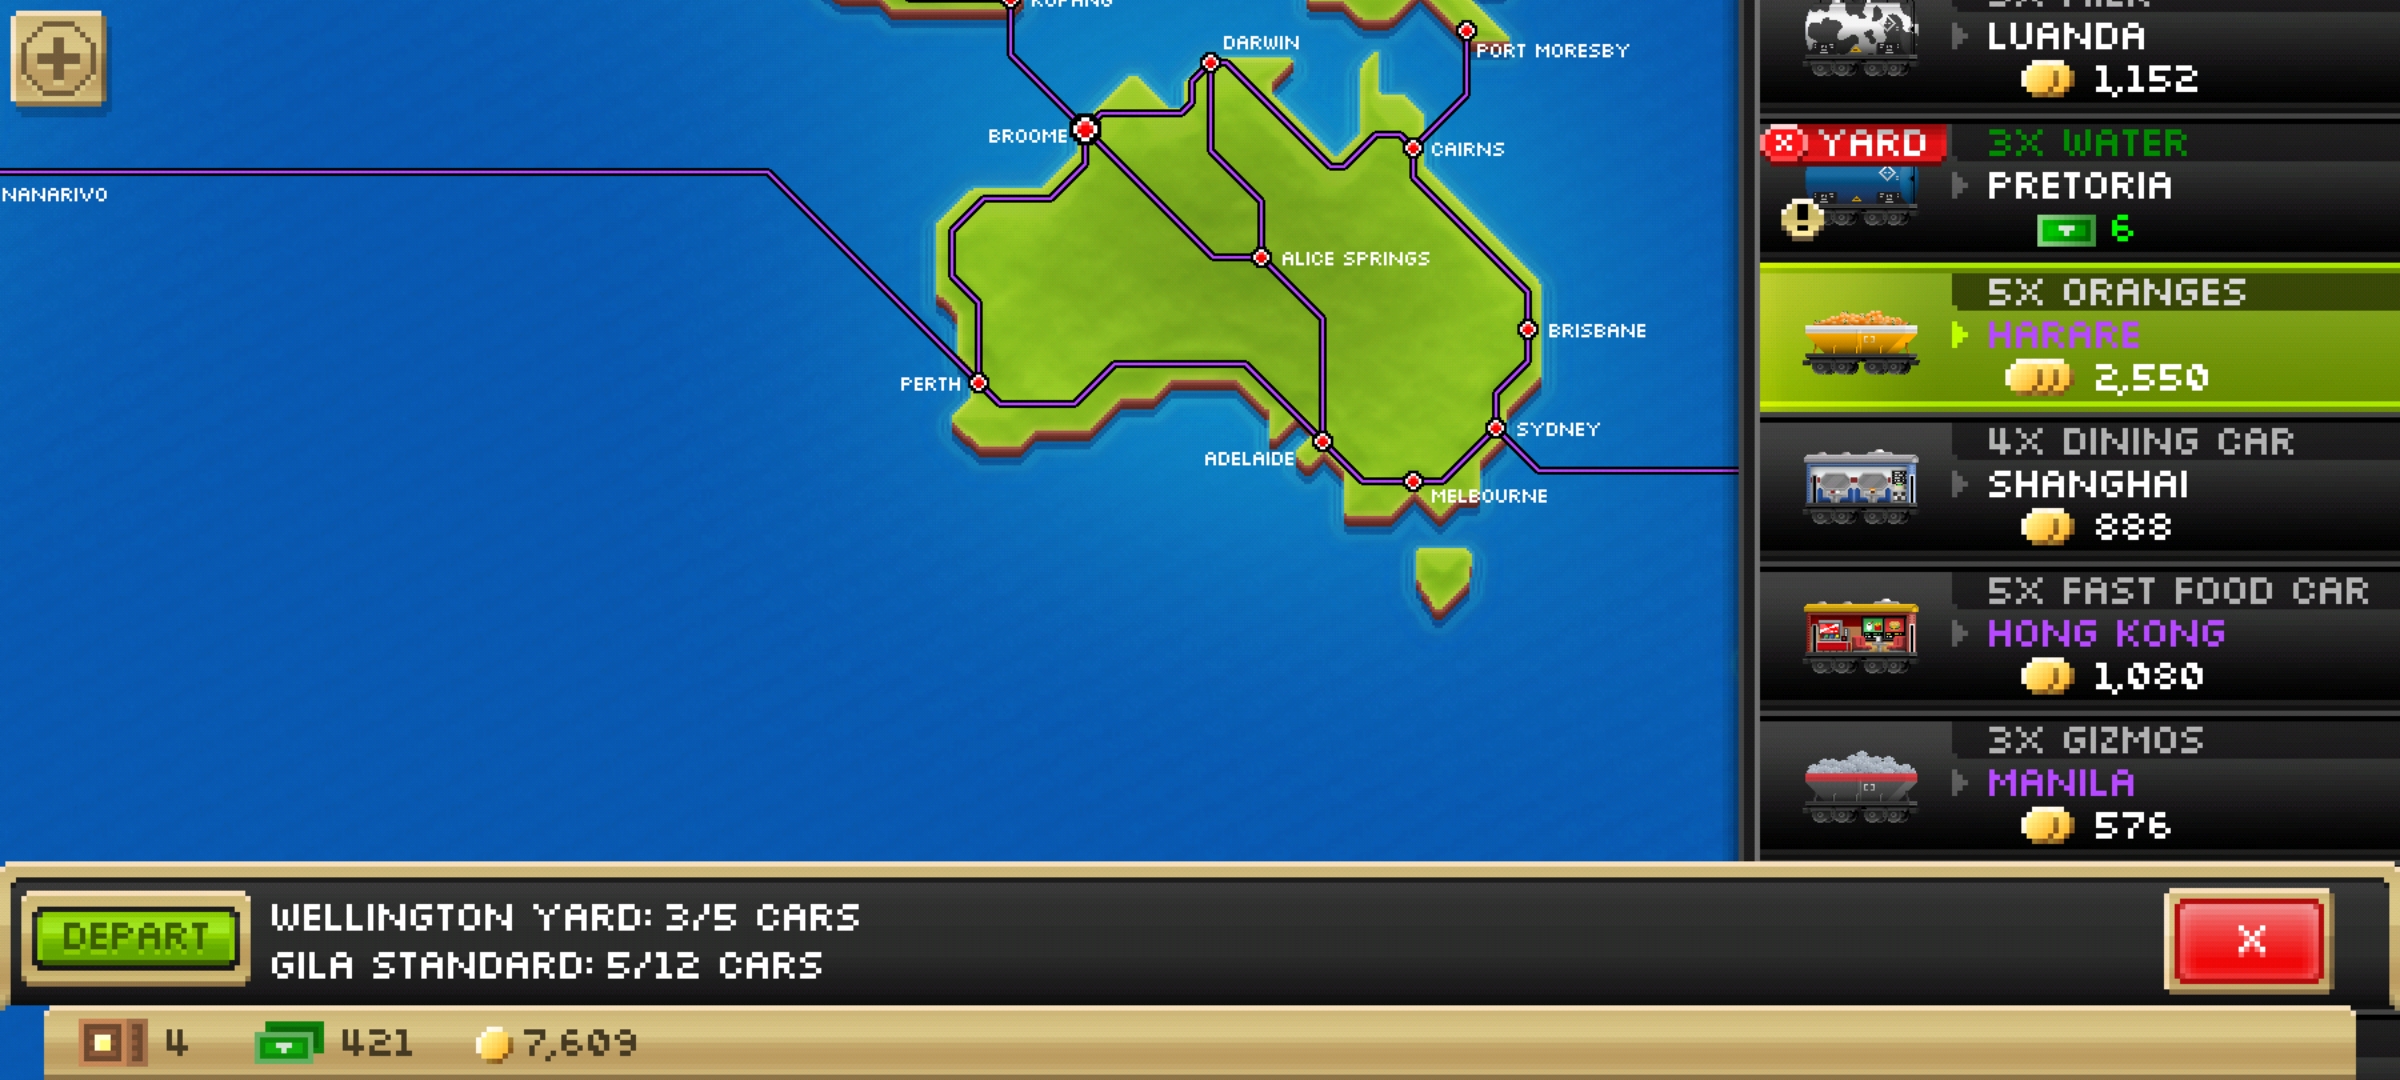 KUPANG
DARWIN
PORT MORESBY
BROOME
CAIRNS
NANARIVO
ALICE SPRINGS
BRISBANE
PERTH
SYDNEY
ADELAIDE
MELBOURNE
3X MILK
LUANDA
1,152
YARD
3X WATER
PRETORIA
6
5X ORANGES
HARARE
2,550
4X DINING CAR
SHANGHAI
888
5X FAST FOOD CAR
HONG KONG
1,080
3X GIZMOS
MANILA
576
DEPART
WELLINGTON YARD: 3/5 CARS
GILA STANDARD: 5/12 CARS
X
4
421
7,609